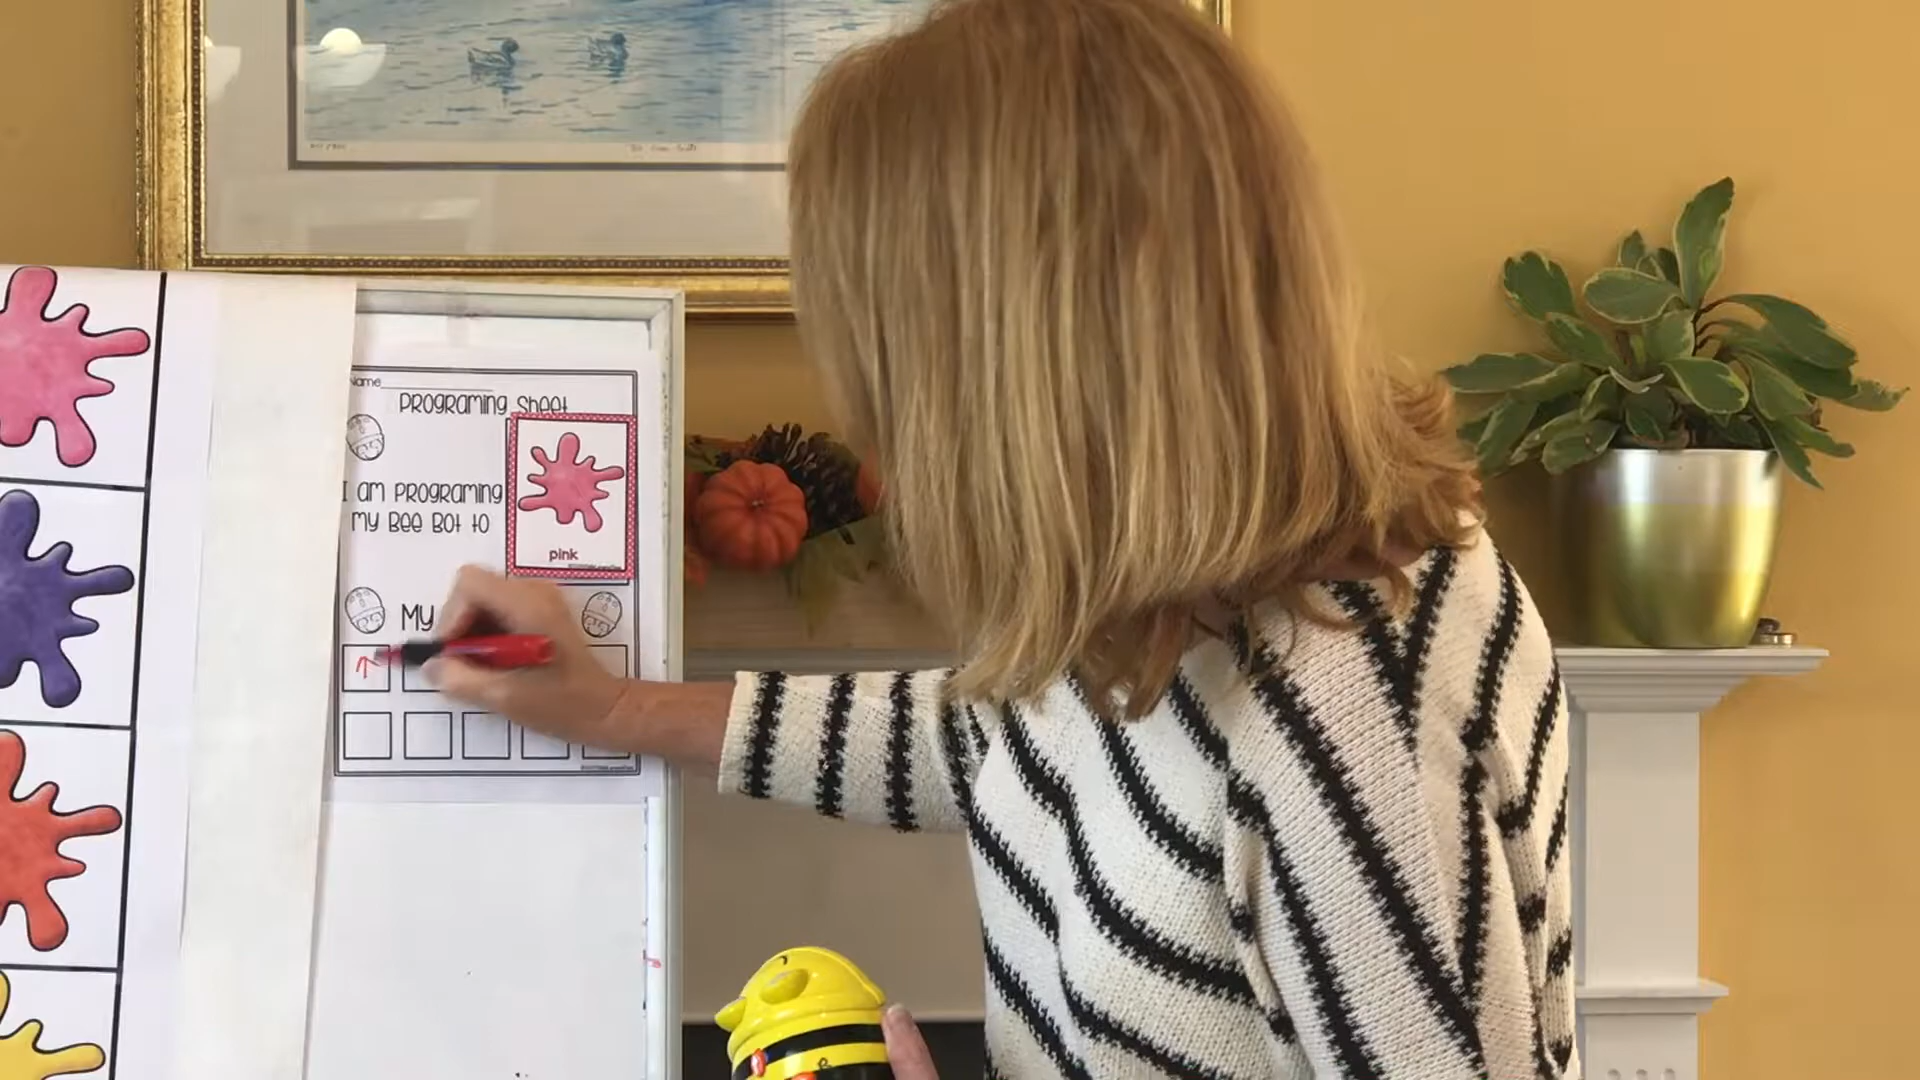 Name
Programing Sheet
I am programing
my Bee Bot to
pink
My